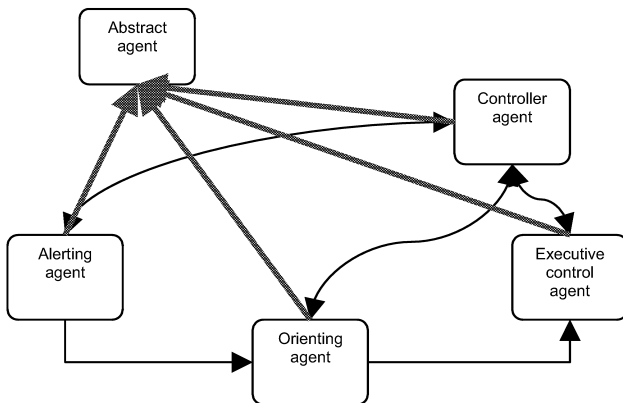 Abstract
agent
Controller
agent
Alerting
agent
Executive
control
agent
Orienting
agent